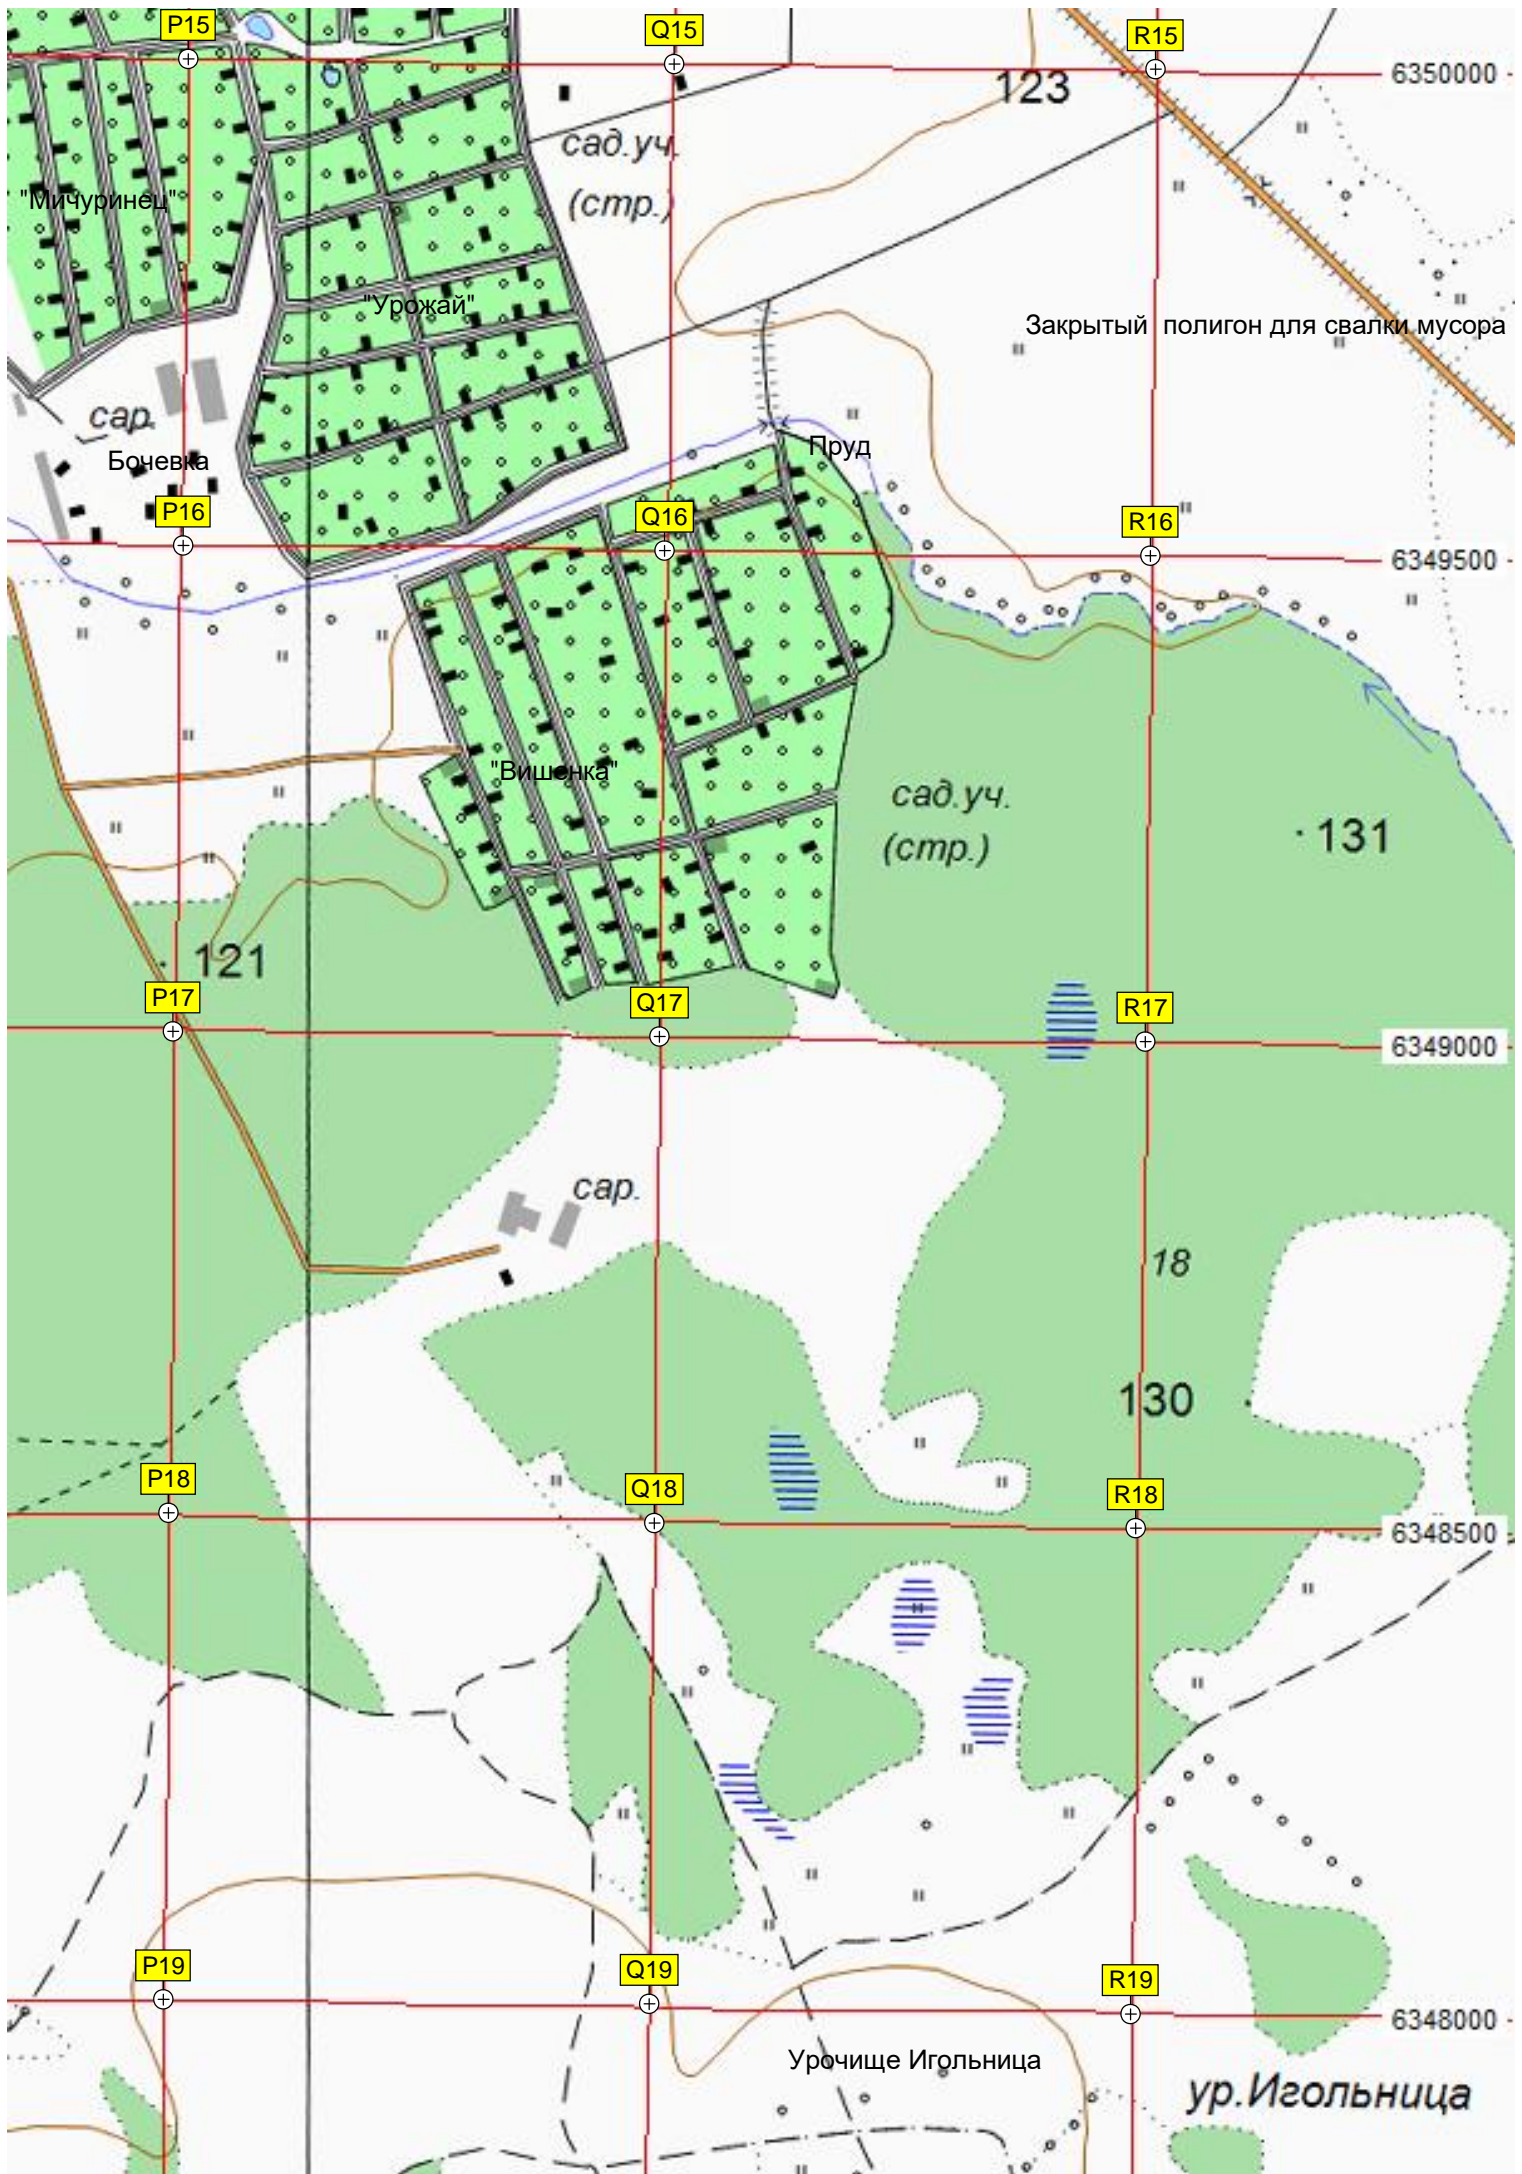 P15
Q15
R15
6350000
123
сад.уч.
(стр.)
"Мичуринец"
"Урожай"
Закрытый полигон для свалки мусора
сар.
Бочевка
Пруд
P16
Q16
R16
6349500
"Вишенка"
сад.уч.
(стр.)
131
121
P17
Q17
R17
6349000
сар.
18
130
P18
Q18
R18
6348500
P19
Q19
R19
6348000
Урочище Игольница
ур.Игольница